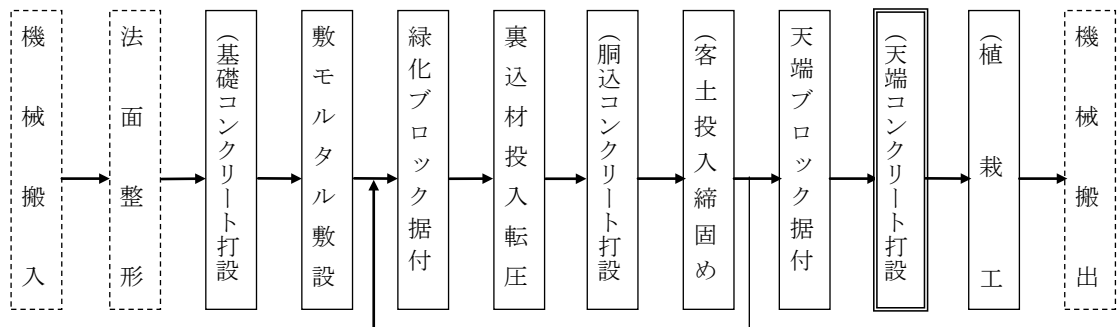 機械搬入
法面整形
(基礎コンクリート打設
敷モルタル敷設
緑化ブロック据付
裏込材投入転圧
(胴込コンクリート打設
(客土投入締固め
天端ブロック据付
(天端コンクリート打設
(植栽工
機械搬出